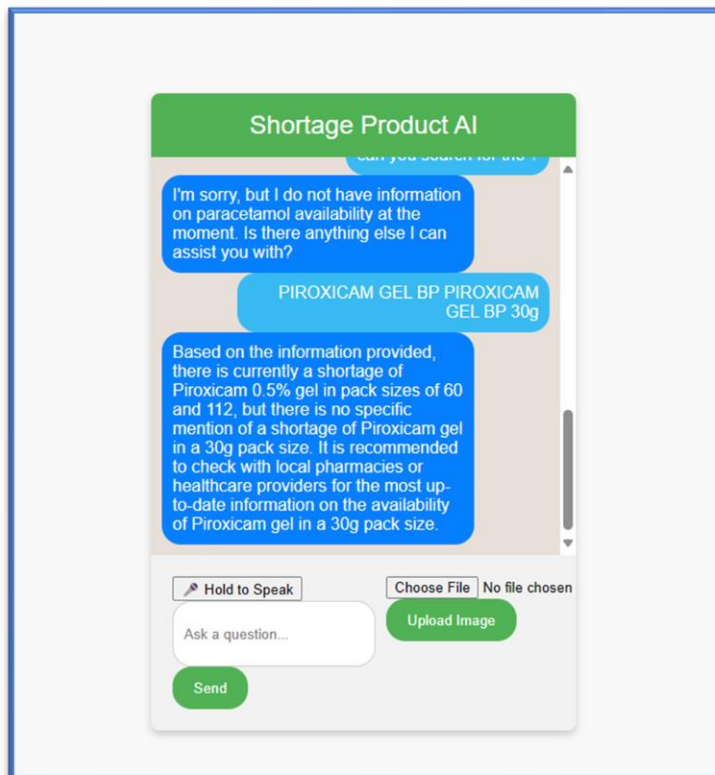 Shortage Product AI
can you search for the ?
I'm sorry, but I do not have information
on paracetamol availability at the
moment. Is there anything else I can
assist you with?
PIROXICAM GEL BP PIROXICAM
GEL BP 30g
Based on the information provided,
there is currently a shortage of
Piroxicam 0.5% gel in pack sizes of 60
and 112, but there is no specific
mention of a shortage of Piroxicam gel
in a 30g pack size. It is recommended
to check with local pharmacies or
healthcare providers for the most up-
to-date information on the availability
of Piroxicam gel in a 30g pack size.
Hold to Speak
Choose File No file chosen
Ask a question...
Upload Image
Send